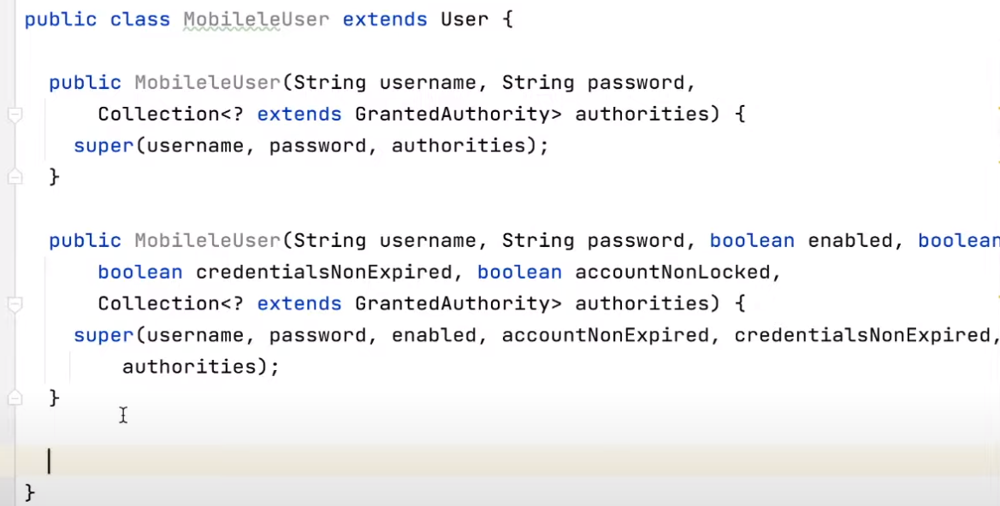 public class MobileleUser extends User {
public MobileleUser(String username, String password,
Collection<? extends GrantedAuthority> authorities) {
super(username, password, authorities);
}
public MobileleUser(String username, String password, boolean enabled, boolean
boolean credentialsNonExpired, boolean accountNonLocked,
Collection<? extends GrantedAuthority> authorities) {
super(username, password, enabled, accountNonExpired, credentialsNonExpired,
authorities);
}
}